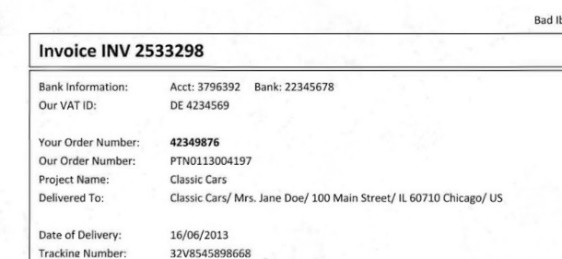 Bad
Invoice INV 2533298
Bank Information: Acct: 3796392 Bank: 22345678
Our VAT ID: DE 4234569
Your Order Number: 42349876
Our Order Number: PTN0113004197
Project Name: Classic Cars
Delivered To: Classic Cars/ Mrs. Jane Doe/ 100 Main Street/ IL 60710 Chicago/ US
Date of Delivery: 16/06/2013
Tracking Number: 32V8545898668